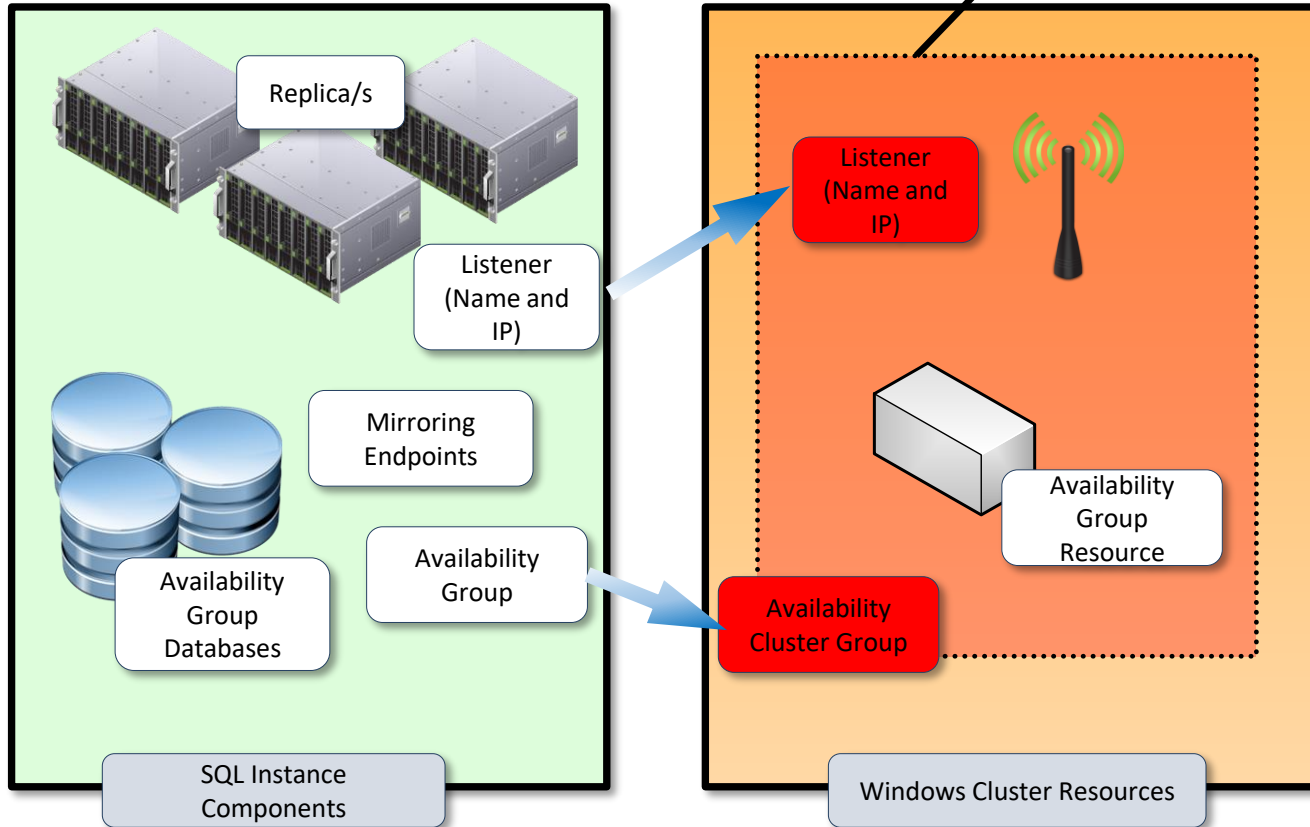 Replica/s
Listener
(Name and
IP)
Mirroring
Endpoints
Availability
Group
Availability
Group
Databases
SQL Instance
Components
Listener
(Name and
IP)
Availability
Group
Resource
Availability
Cluster Group
Windows Cluster Resources